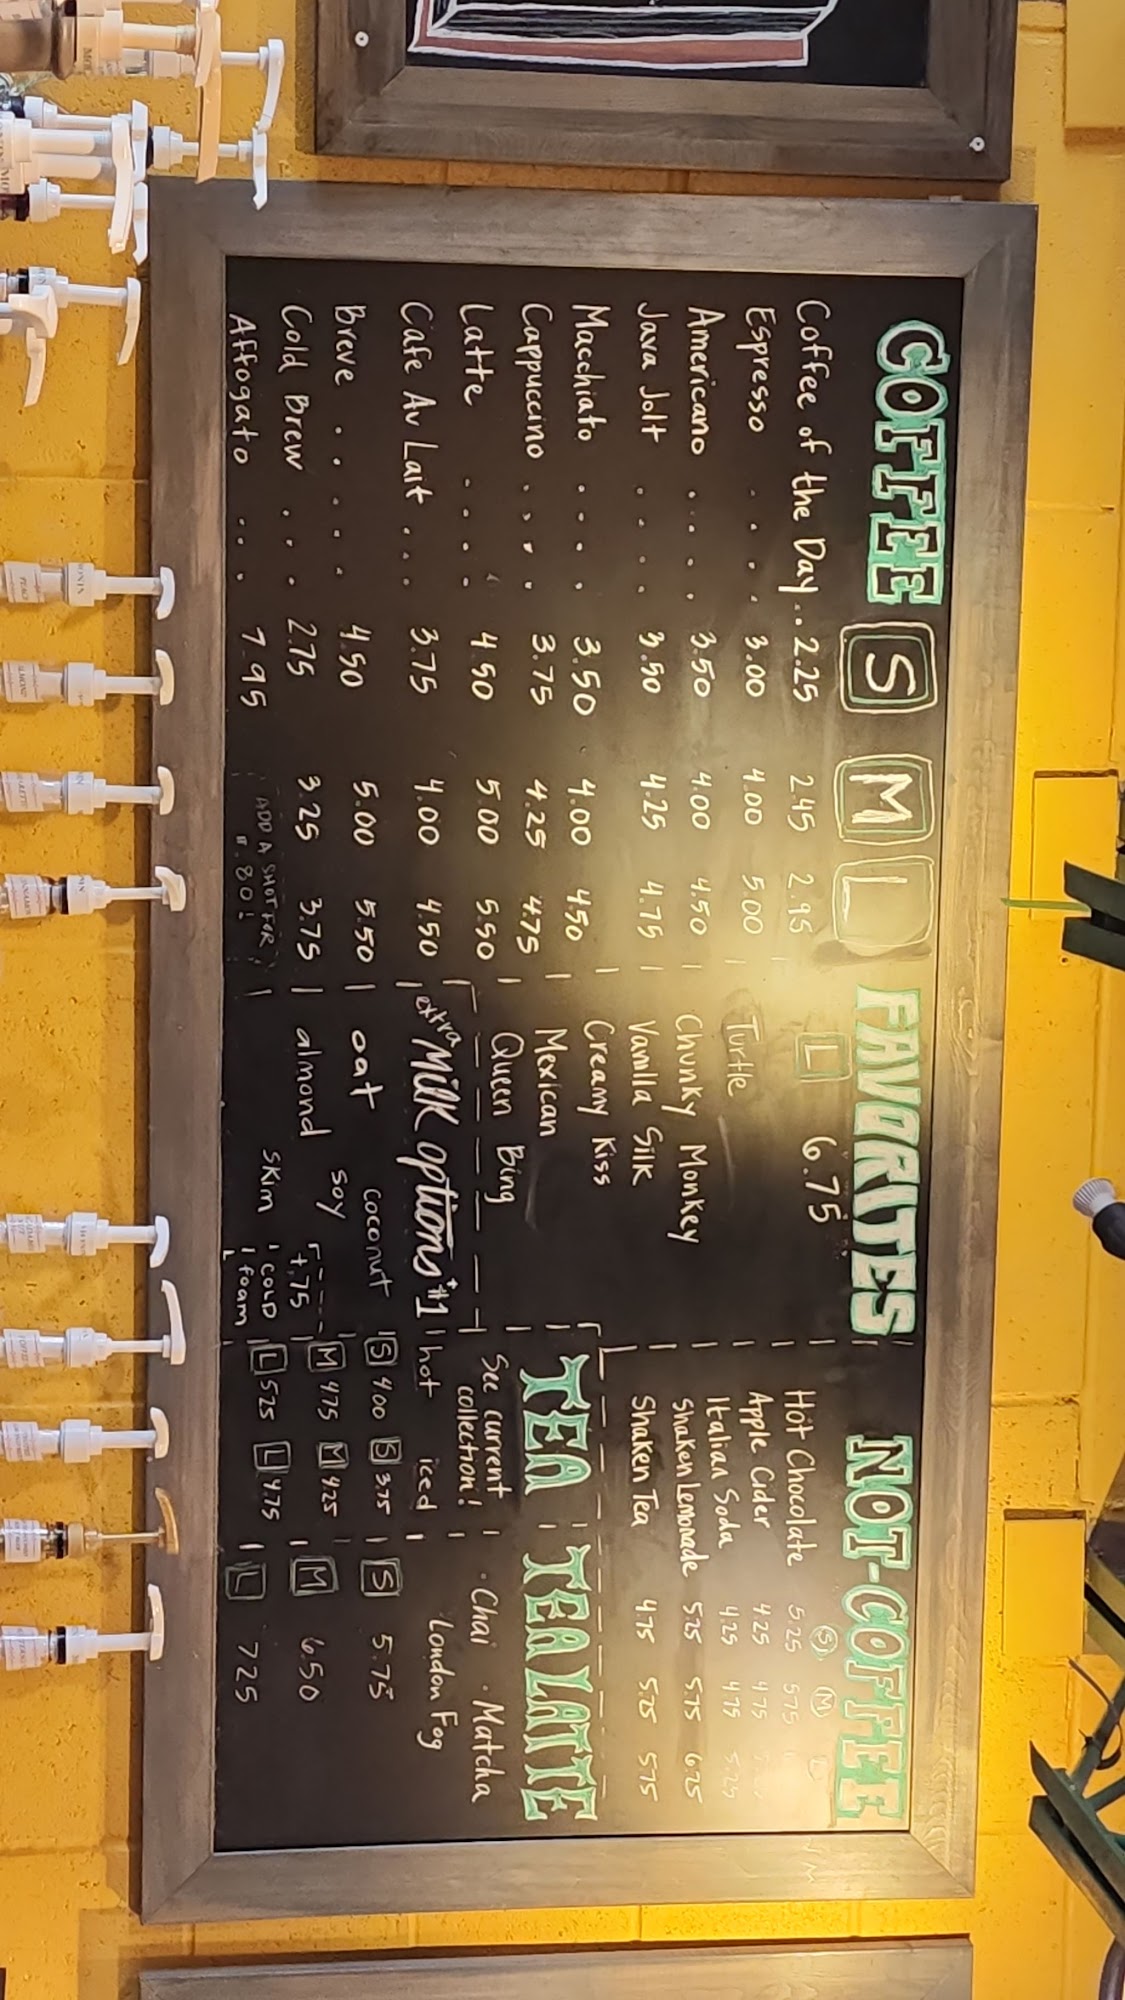 COFFEE S M L
Coffee of the Day.. 2.25 2.45 2.95
Espresso .... 3.00 4.00 5.00
Americano .... 3.50 4.00 4.50
Java Jolt .... 3.50 4.25 4.75
Macchiato .... 3.50 4.00 4.50
Cappuccino .... 3.75 4.25 4.75
Latte .... 4.50 5.00 5.50
Cafe Au Lait ... 3.75 4.00 4.50
Breve .... 4.50 5.00 5.50
Cold Brew ... 2.75 3.25 3.75
Affogato ... 7.95
ADD A SHOT FOR
.80!
FAVORITES
L 6.75
Turtle
Chunky Monkey
Vanilla Silk
Creamy Kiss
Mexican
Queen Bing
extra Milk options #1
oat coconut
soy
almond
skim
+.75
COLD
foam
NOT-COFFEE
S M L
Hot Chocolate 5.25 5.75
Apple Cider 4.25 4.75
Italian Soda 4.25 4.75 5.25
Shaken Lemonade 5.25 5.75 6.25
Shaken Tea 4.75 5.25 5.75
TEA
See current
collection!
hot iced
S 4.00 S 3.75
M 4.75 M 4.25
L 5.25 L 4.75
TEA LATTE
· Chai · Matcha
London Fog
S 5.75
M 6.50
L 7.25